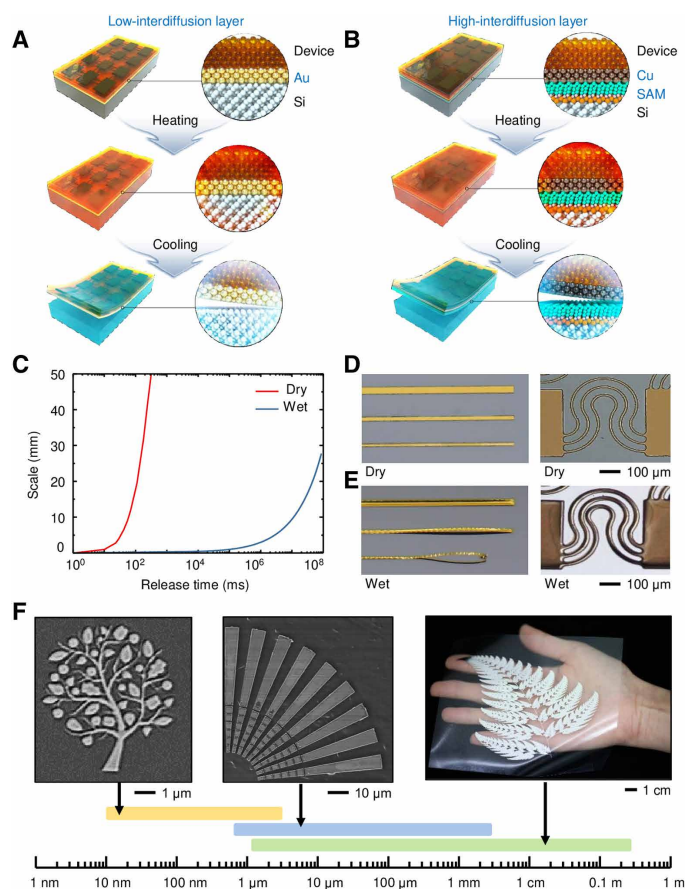 Low-interdiffusion layer
High-interdiffusion layer
A
Device
Au
Si
Heating
Cooling
B
Device
Cu
SAM
Si
Heating
Cooling
C
50
40
30
20
10
0
Scale (mm)
Dry
Wet
10⁰ 10² 10⁴ 10⁶ 10⁸
Release time (ms)
D
Dry
Dry
100 µm
E
Wet
Wet
100 µm
F
1 µm
10 µm
1 cm
1 nm 10 nm 100 nm 1 µm 10 µm 100 µm 1 mm 1 cm 0.1 m 1 m